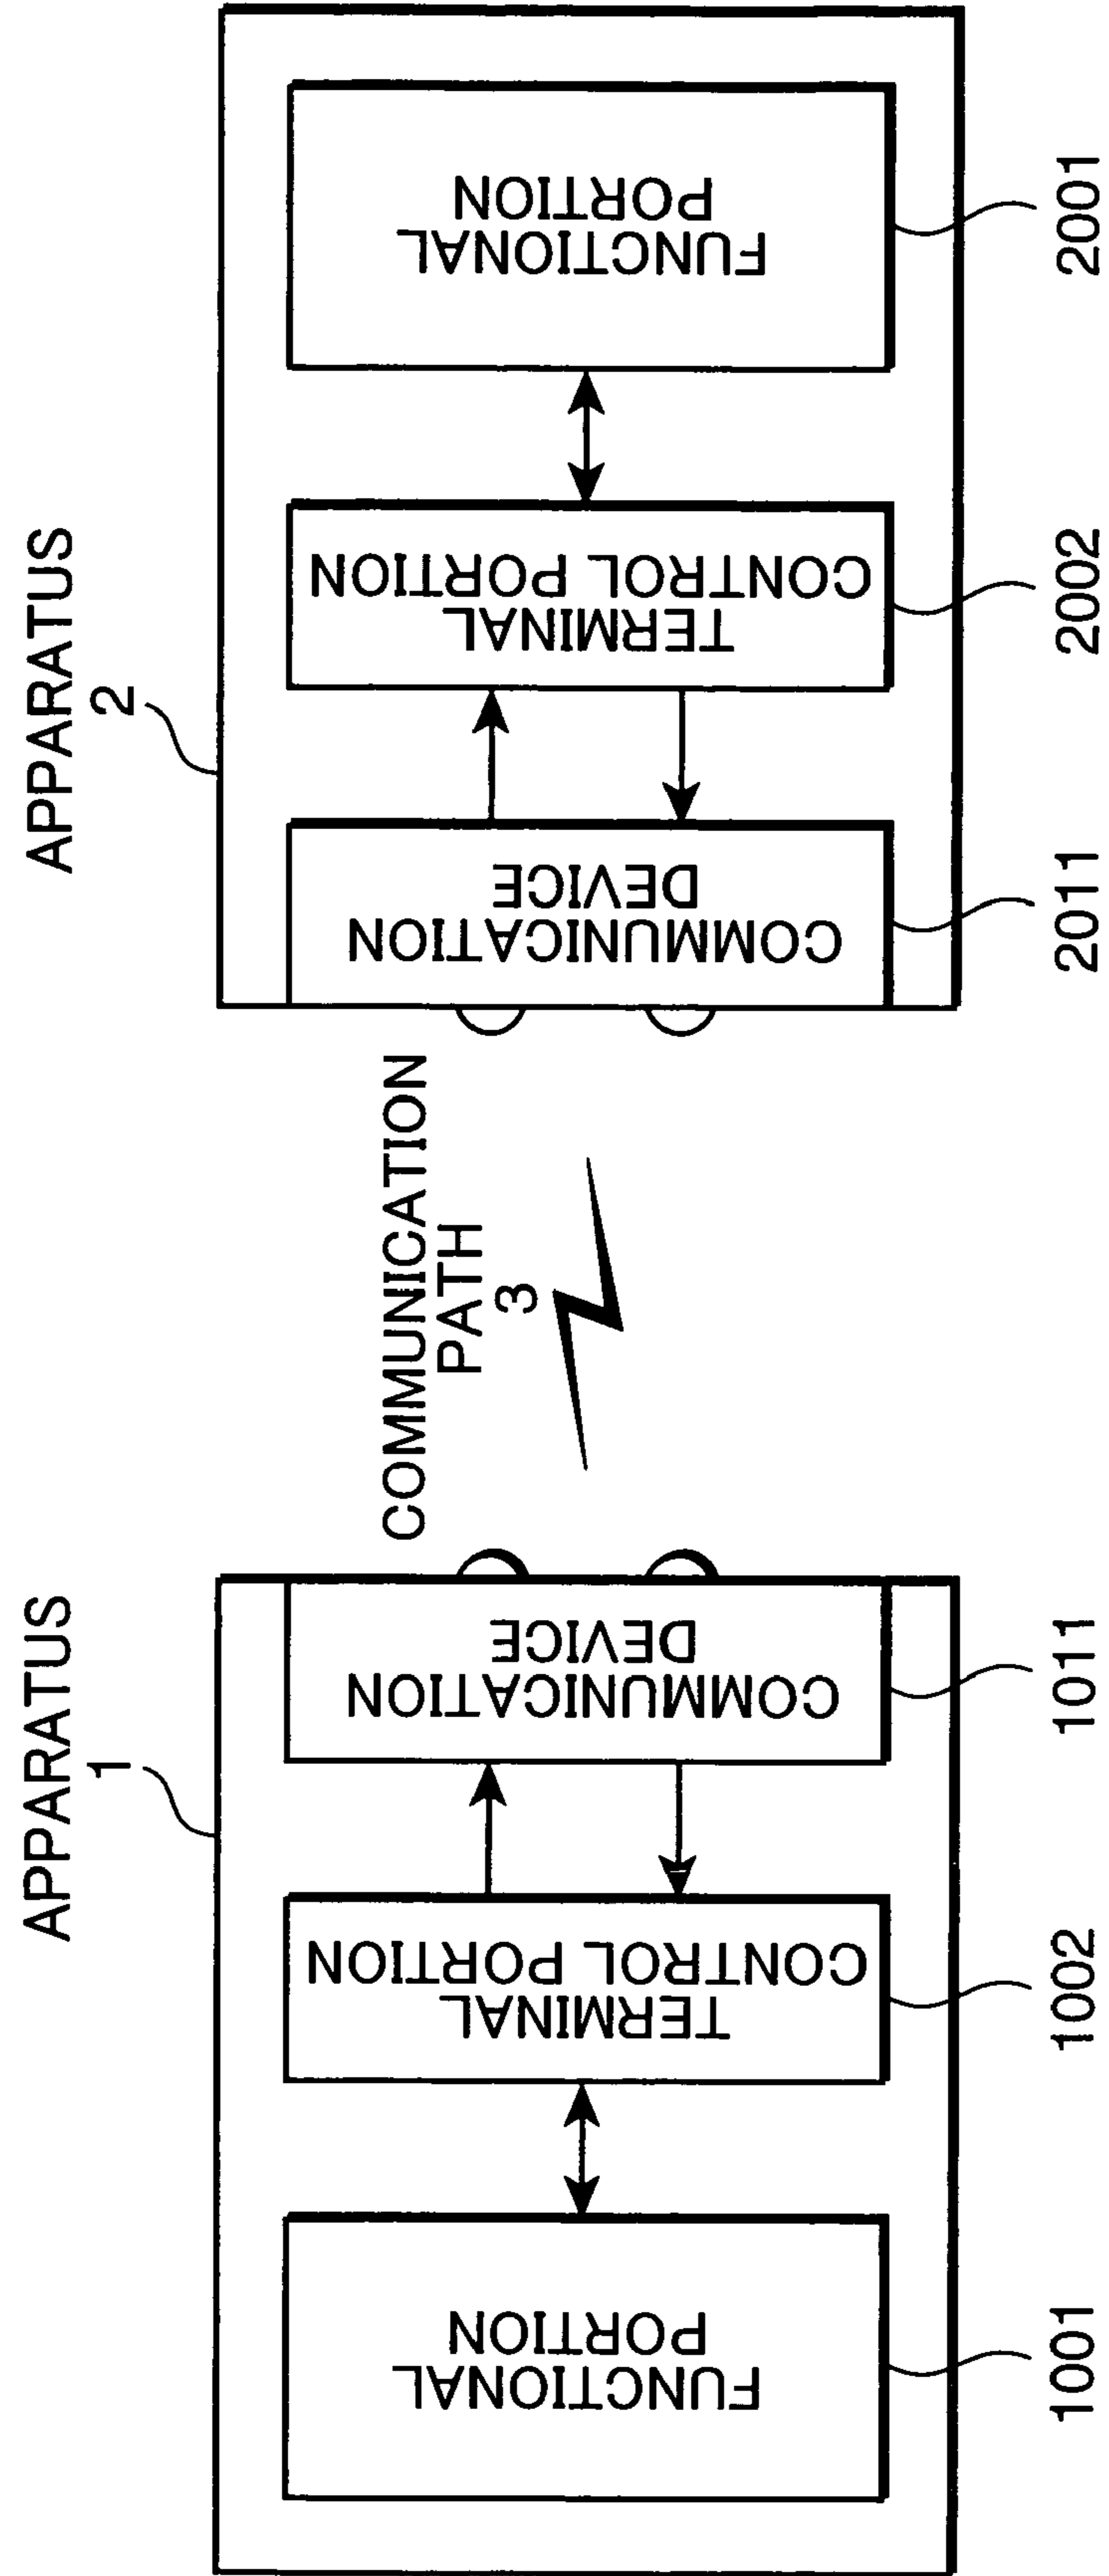 APPARATUS
1
FUNCTIONAL
PORTION
TERMINAL
CONTROL PORTION
COMMUNICATION
DEVICE
1001
1002
1011
COMMUNICATION
PATH
3
APPARATUS
2
COMMUNICATION
DEVICE
TERMINAL
CONTROL PORTION
FUNCTIONAL
PORTION
2011
2002
2001